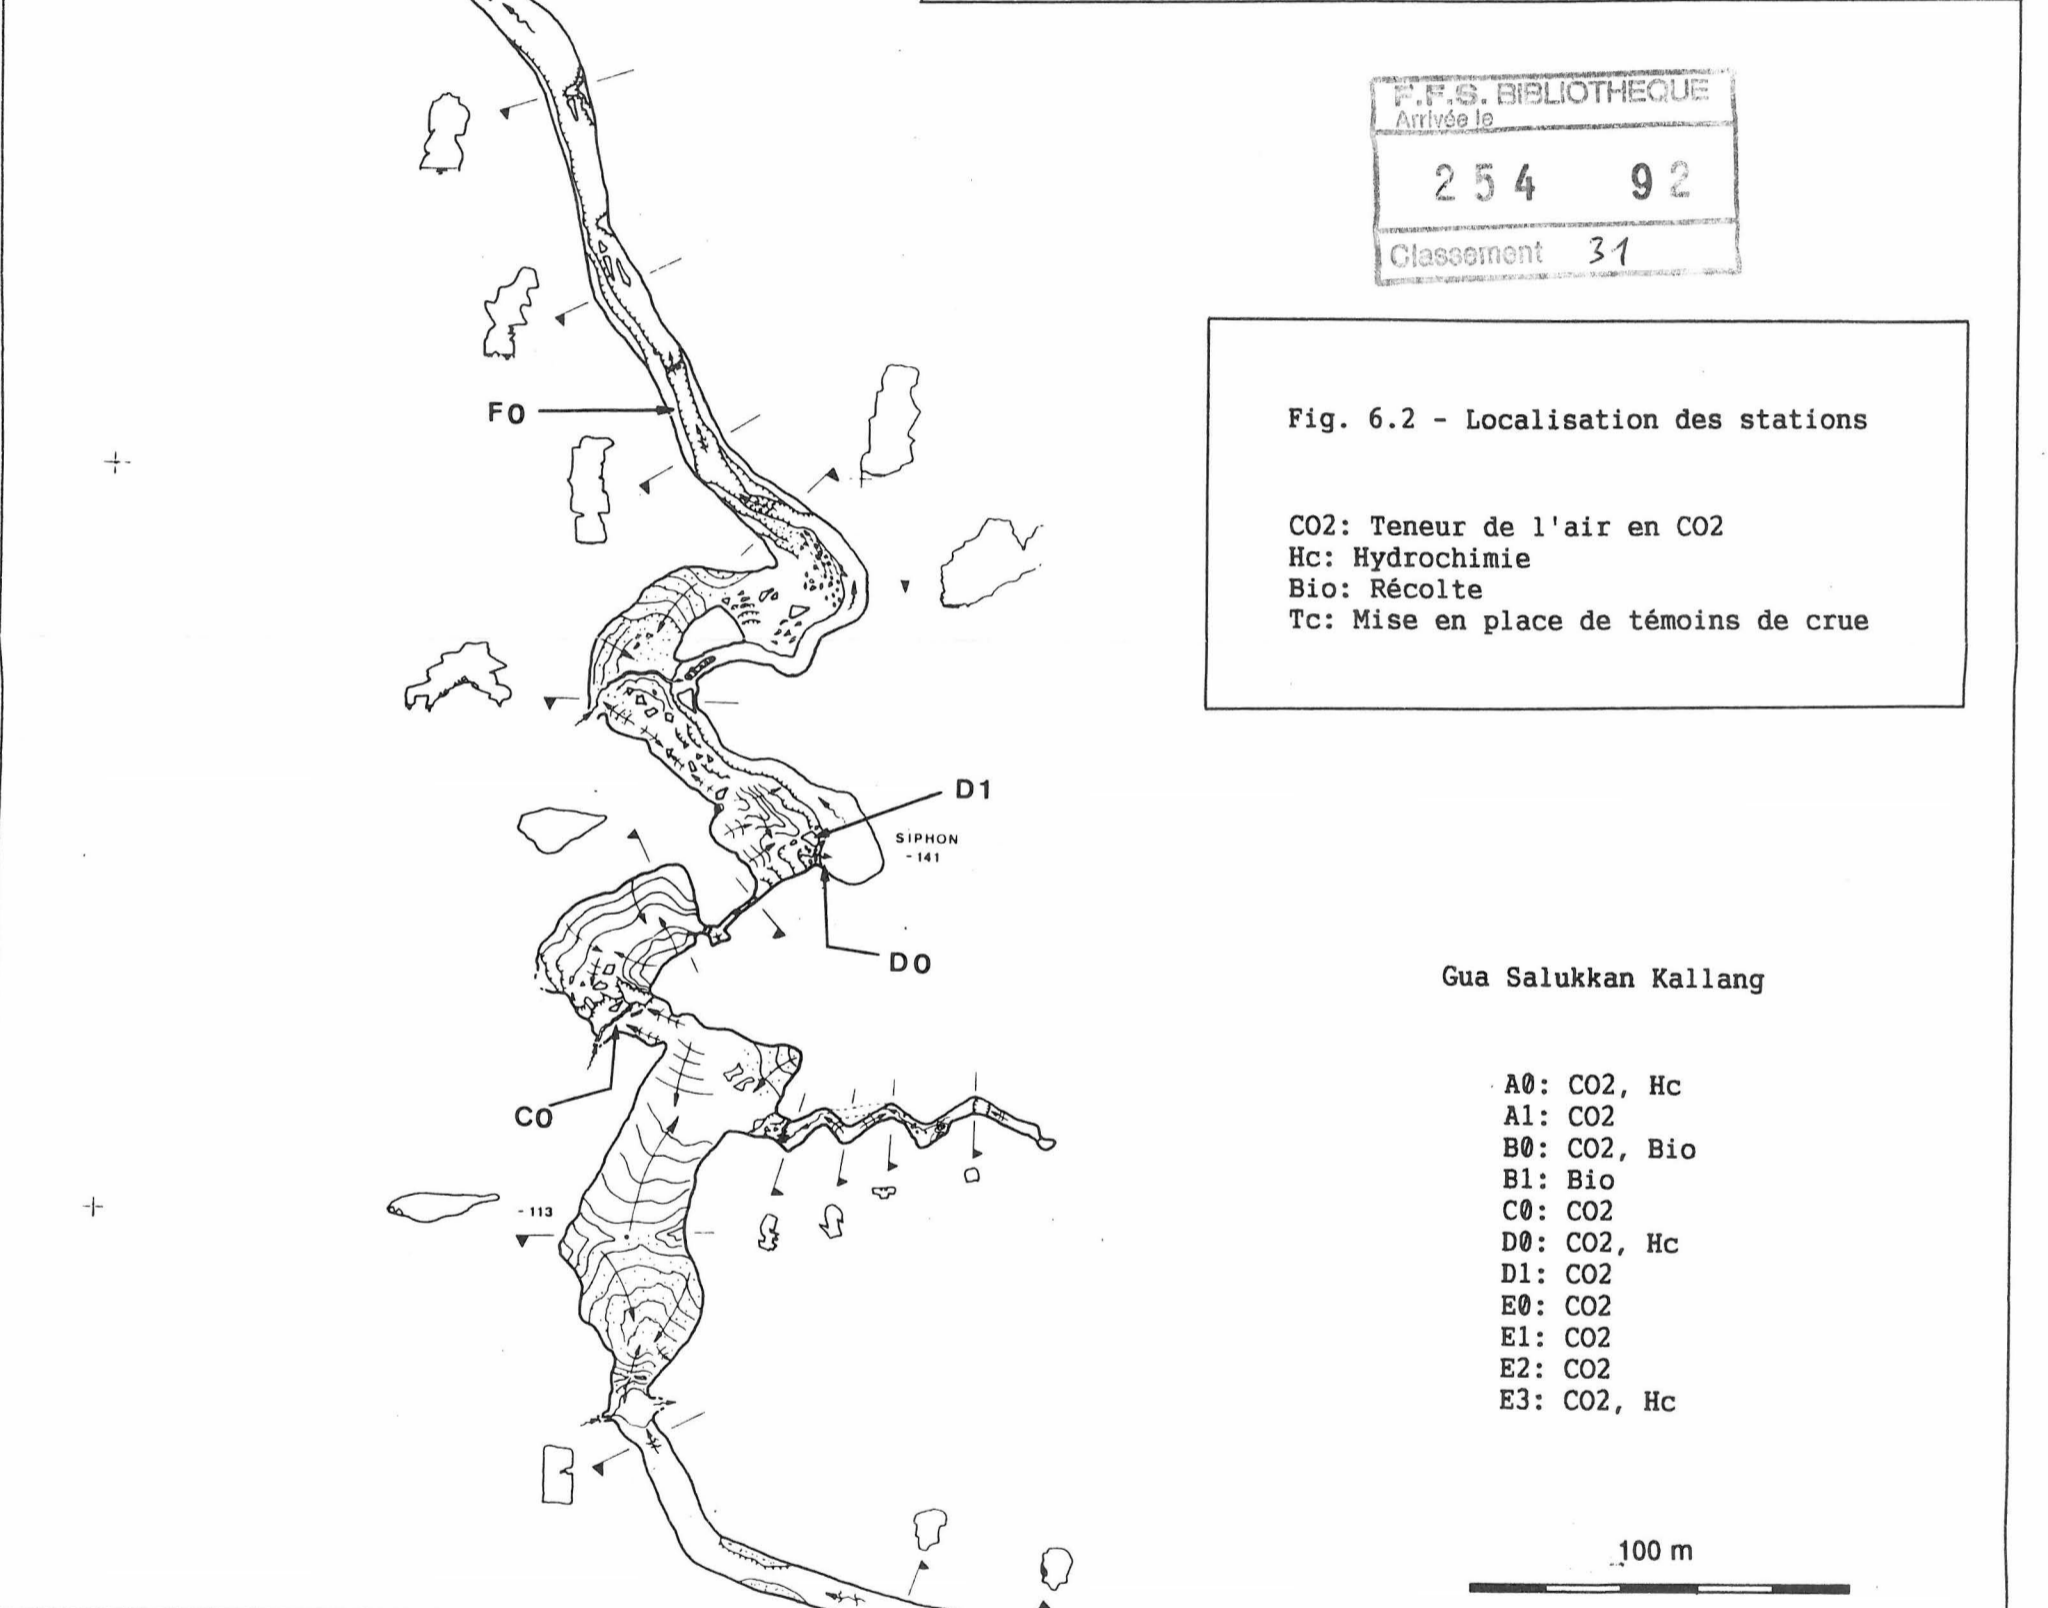 F.F.S. BIBLIOTHEQUE
Arrivée le
254 92
Classement 31
Fig. 6.2 - Localisation des stations
CO2: Teneur de l'air en CO2
Hc: Hydrochimie
Bio: Récolte
Tc: Mise en place de témoins de crue
F0
D1
SIPHON
-141
D0
C0
-113
Gua Salukkan Kallang
A0: CO2, Hc
A1: CO2
B0: CO2, Bio
B1: Bio
C0: CO2
D0: CO2, Hc
D1: CO2
E0: CO2
E1: CO2
E2: CO2
E3: CO2, Hc
100 m